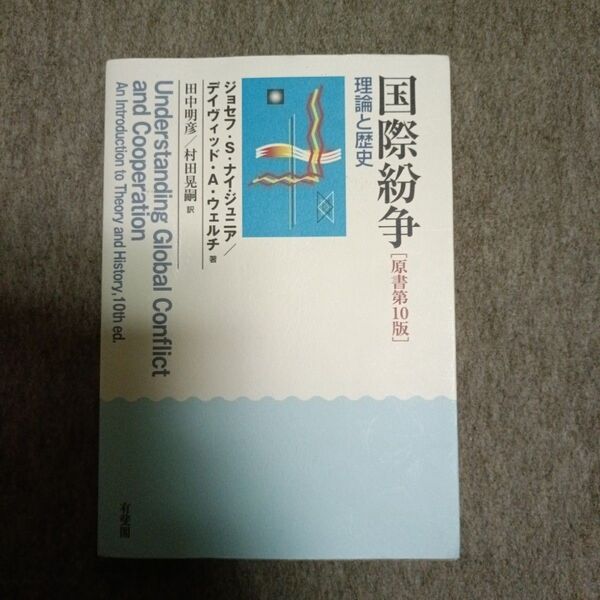 国際紛争［原書第10版］
理論と歴史
ジョセフ・S・ナイ・ジュニア／
デイヴィッド・A・ウェルチ 著
田中明彦／村田晃嗣 訳
Understanding Global Conflict
and Cooperation
An Introduction to Theory and History, 10th ed.
有斐閣